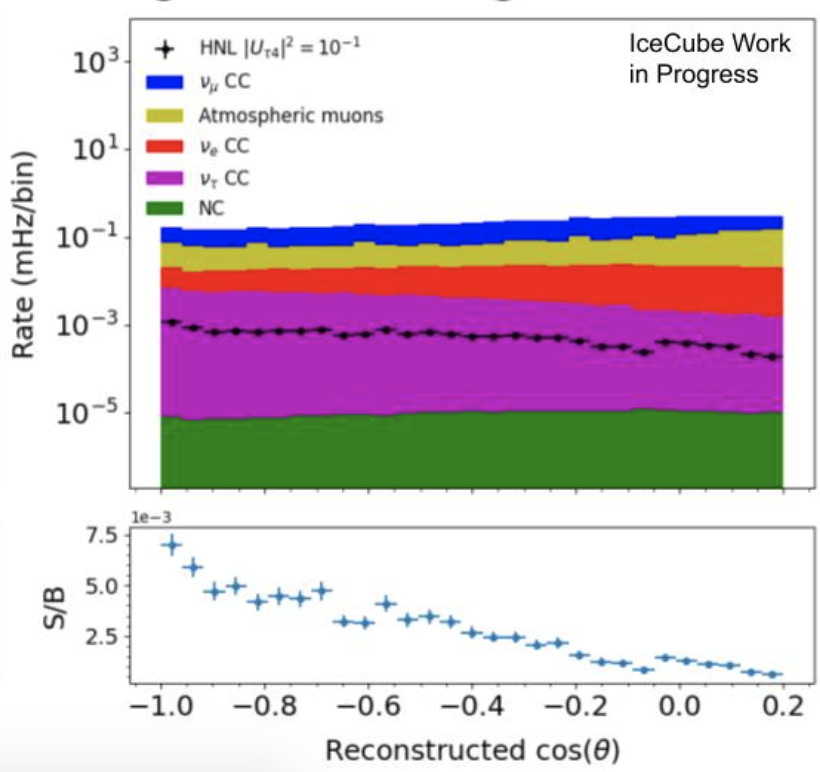 HNL |U_{τ4}|² = 10⁻¹
ν_μ CC
Atmospheric muons
ν_e CC
ν_τ CC
NC
IceCube Work
in Progress
Rate (mHz/bin)
10³
10¹
10⁻¹
10⁻³
10⁻⁵
1e−3
S/B
7.5
5.0
2.5
−1.0 −0.8 −0.6 −0.4 −0.2 0.0 0.2
Reconstructed cos(θ)